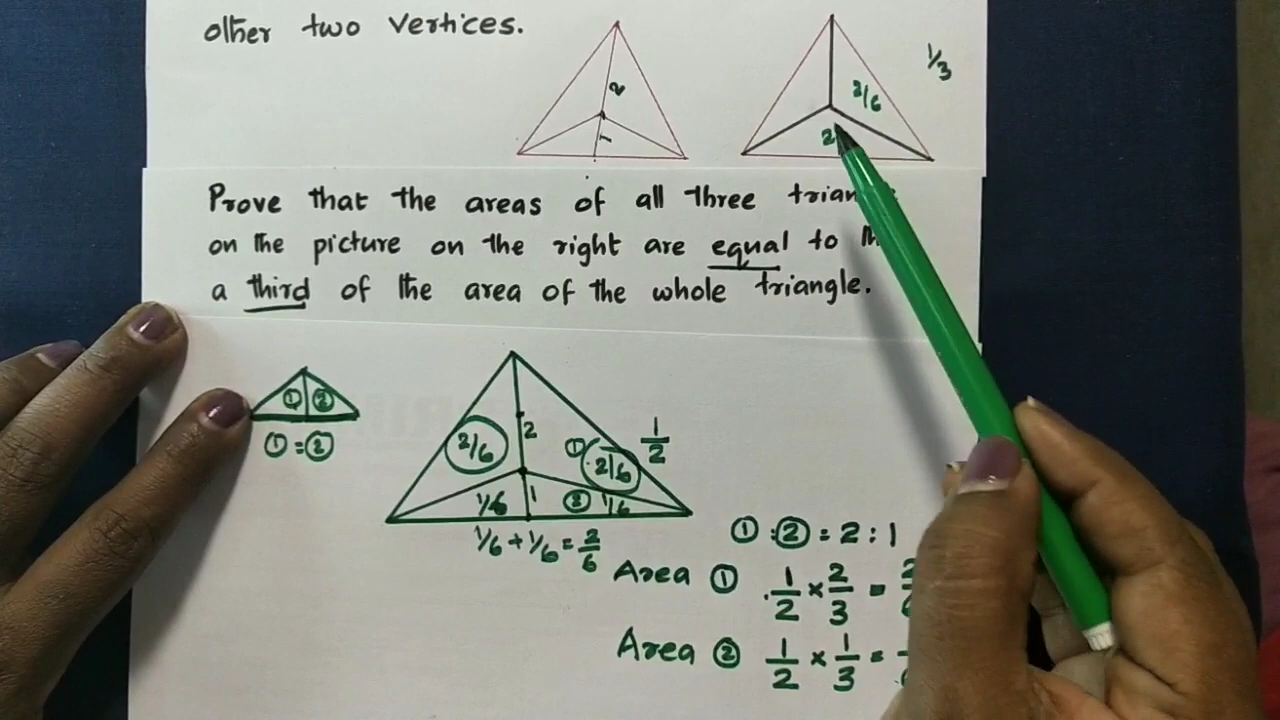 other two vertices.
2
1
2/6
2
1/3
Prove that the areas of all three
on the picture on the right are equal to
a third of the area of the whole triangle.
① ②
① = ②
2/6
2
① 2/6
1/2
1/6
1
② 1/6
1/6 + 1/6 = 2/6
① : ② = 2 : 1
Area ① 1/2 × 2/3 =
Area ② 1/2 × 1/3 =